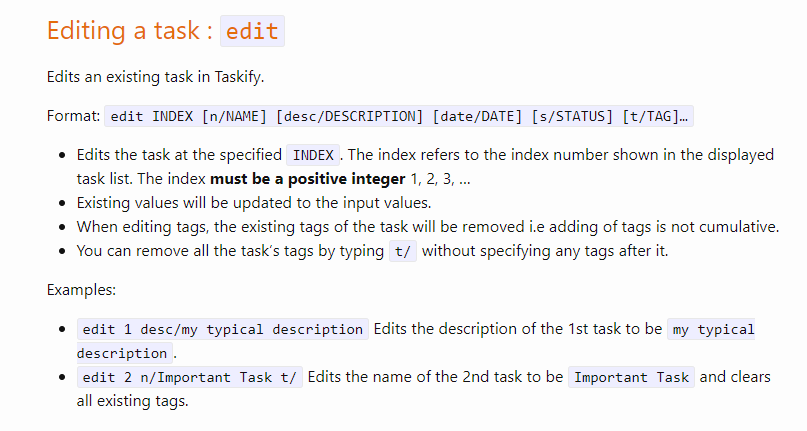 Editing a task : edit
Edits an existing task in Taskify.
Format: edit INDEX [n/NAME] [desc/DESCRIPTION] [date/DATE] [s/STATUS] [t/TAG]…
• Edits the task at the specified INDEX. The index refers to the index number shown in the displayed
task list. The index must be a positive integer 1, 2, 3, …
• Existing values will be updated to the input values.
• When editing tags, the existing tags of the task will be removed i.e adding of tags is not cumulative.
• You can remove all the task’s tags by typing t/ without specifying any tags after it.
Examples:
• edit 1 desc/my typical description Edits the description of the 1st task to be my typical
description.
• edit 2 n/Important Task t/ Edits the name of the 2nd task to be Important Task and clears
all existing tags.